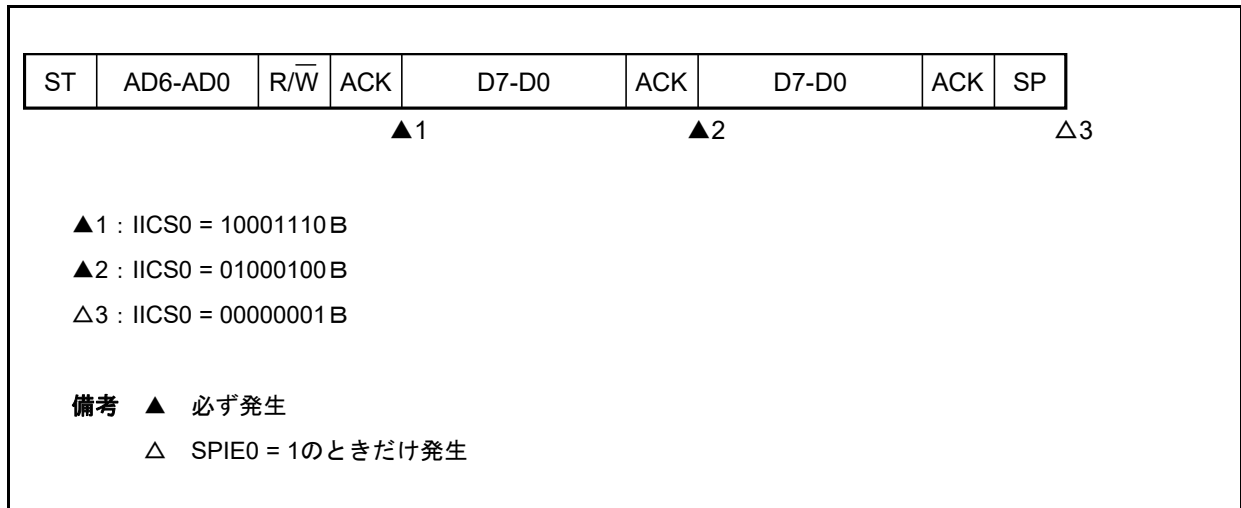 ST AD6-AD0 R/W̅ ACK D7-D0 ACK D7-D0 ACK SP
▲1 ▲2 △3
▲1：IICS0 = 10001110B
▲2：IICS0 = 01000100B
△3：IICS0 = 00000001B
備考 ▲ 必ず発生
△ SPIE0 = 1のときだけ発生